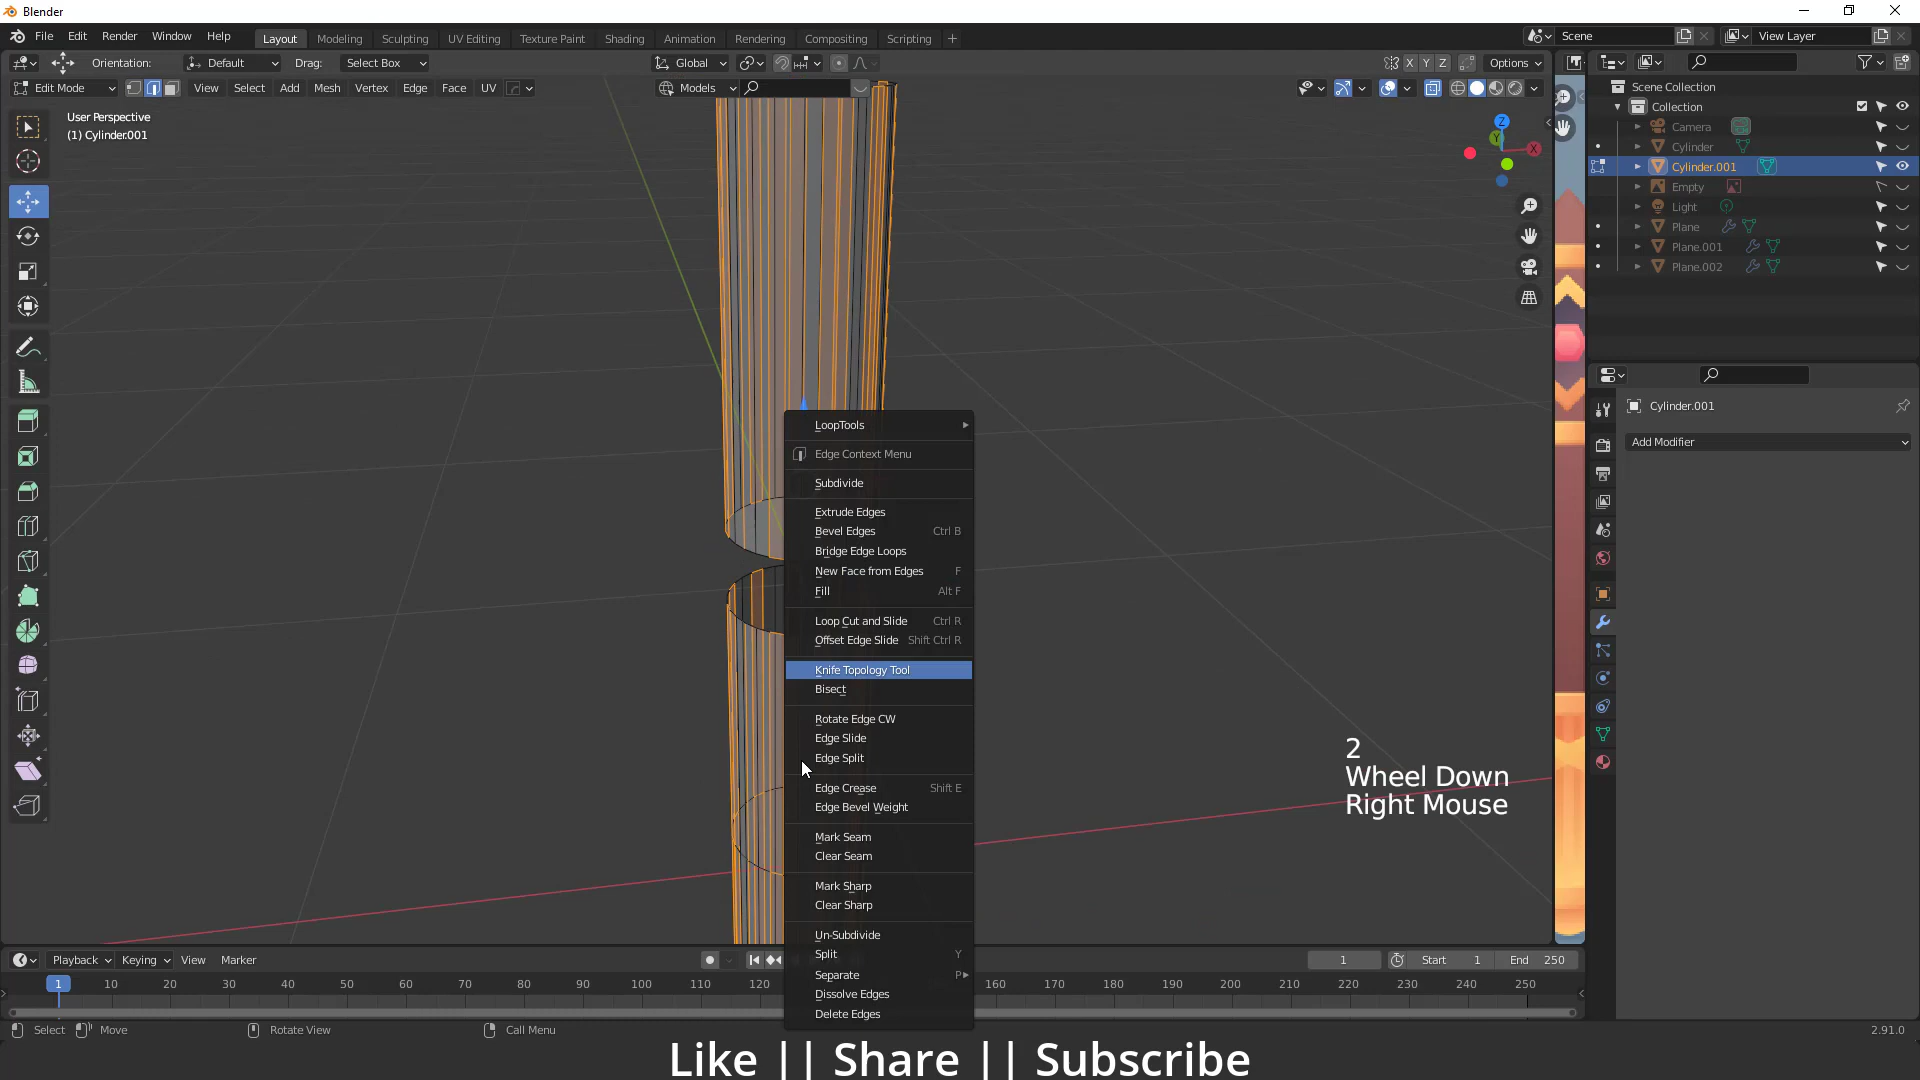 Blender
File Edit Render Window Help
Layout Modeling Sculpting UV Editing Texture Paint Shading Animation Rendering Compositing Scripting
Scene
View Layer
Orientation: Default Drag: Select Box
Global
X Y Z Options
Edit Mode
View Select Add Mesh Vertex Edge Face UV
Models
User Perspective
(1) Cylinder.001
Z
Y
X
Scene Collection
Collection
Camera
Cylinder
Cylinder.001
Empty
Light
Plane
Plane.001
Plane.002
Cylinder.001
Add Modifier
LoopTools
Edge Context Menu
Subdivide
Extrude Edges
Bevel Edges Ctrl B
Bridge Edge Loops
New Face from Edges F
Fill Alt F
Loop Cut and Slide Ctrl R
Offset Edge Slide Shift Ctrl R
Knife Topology Tool
Bisect
Rotate Edge CW
Edge Slide
Edge Split
Edge Crease Shift E
Edge Bevel Weight
Mark Seam
Clear Seam
Mark Sharp
Clear Sharp
Un-Subdivide
Split Y
Separate P
Dissolve Edges
Delete Edges
2
Wheel Down
Right Mouse
Playback Keying View Marker
1 Start 1 End 250
1 10 20 30 40 50 60 70 80 90 100 110 120 160 170 180 190 200 210 220 230 240 250
Select Move Rotate View Call Menu
2.91.0
Like || Share || Subscribe